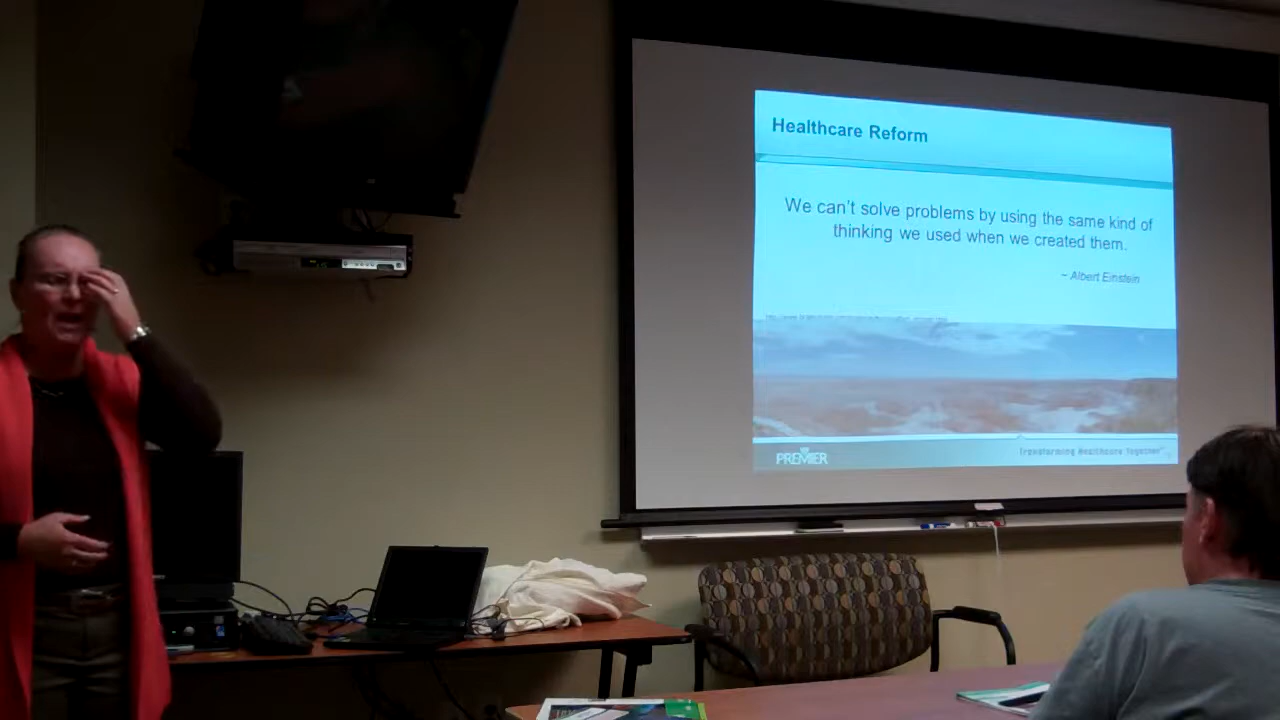 Healthcare Reform
We can't solve problems by using the same kind of
thinking we used when we created them.
~ Albert Einstein
PREMIER
Transforming Healthcare Together